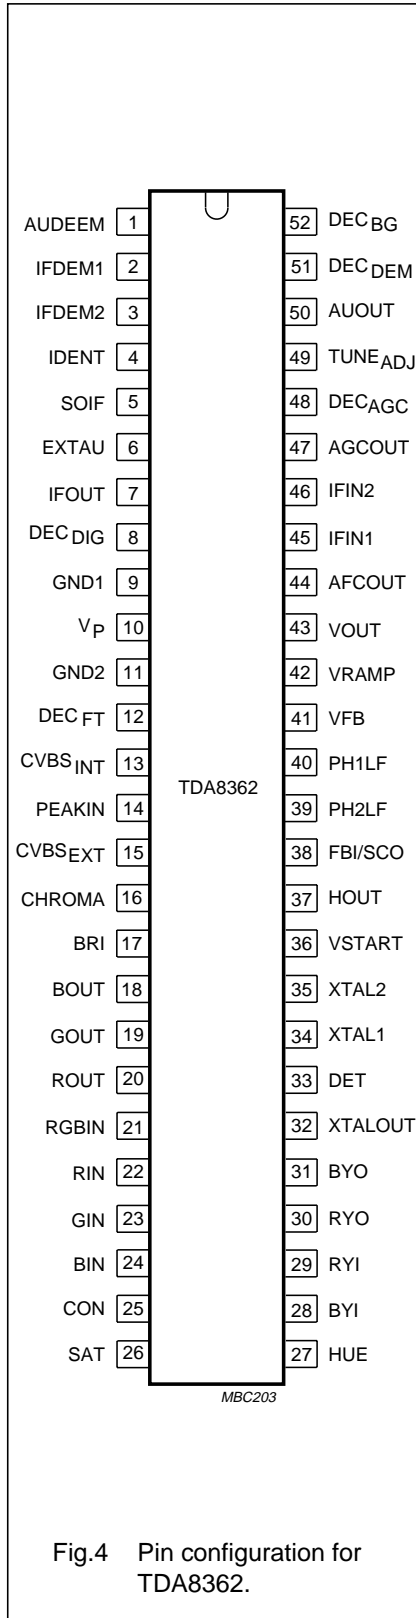 AUDEEM 1 52 DECBG
IFDEM1 2 51 DECDEM
IFDEM2 3 50 AUOUT
IDENT 4 49 TUNEADJ
SOIF 5 48 DECAGC
EXTAU 6 47 AGCOUT
IFOUT 7 46 IFIN2
DECDIG 8 45 IFIN1
GND1 9 44 AFCOUT
VP 10 43 VOUT
GND2 11 42 VRAMP
DECFT 12 41 VFB
CVBSINT 13 40 PH1LF
TDA8362
PEAKIN 14 39 PH2LF
CVBSEXT 15 38 FBI/SCO
CHROMA 16 37 HOUT
BRI 17 36 VSTART
BOUT 18 35 XTAL2
GOUT 19 34 XTAL1
ROUT 20 33 DET
RGBIN 21 32 XTALOUT
RIN 22 31 BYO
GIN 23 30 RYO
BIN 24 29 RYI
CON 25 28 BYI
SAT 26 27 HUE
MBC203
Fig.4 Pin configuration for
TDA8362.